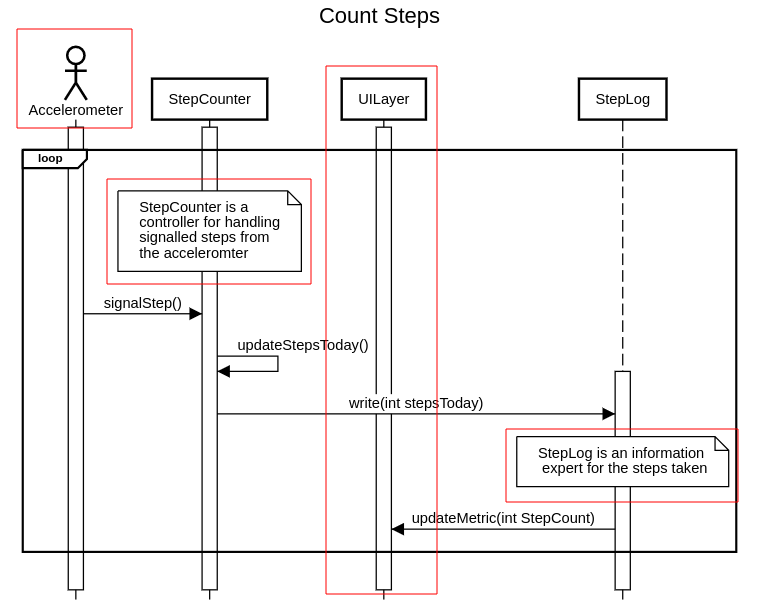 Count Steps
Accelerometer
StepCounter
UILayer
StepLog
loop
StepCounter is a
controller for handling
signalled steps from
the acceleromter
signalStep()
updateStepsToday()
write(int stepsToday)
StepLog is an information
expert for the steps taken
updateMetric(int StepCount)